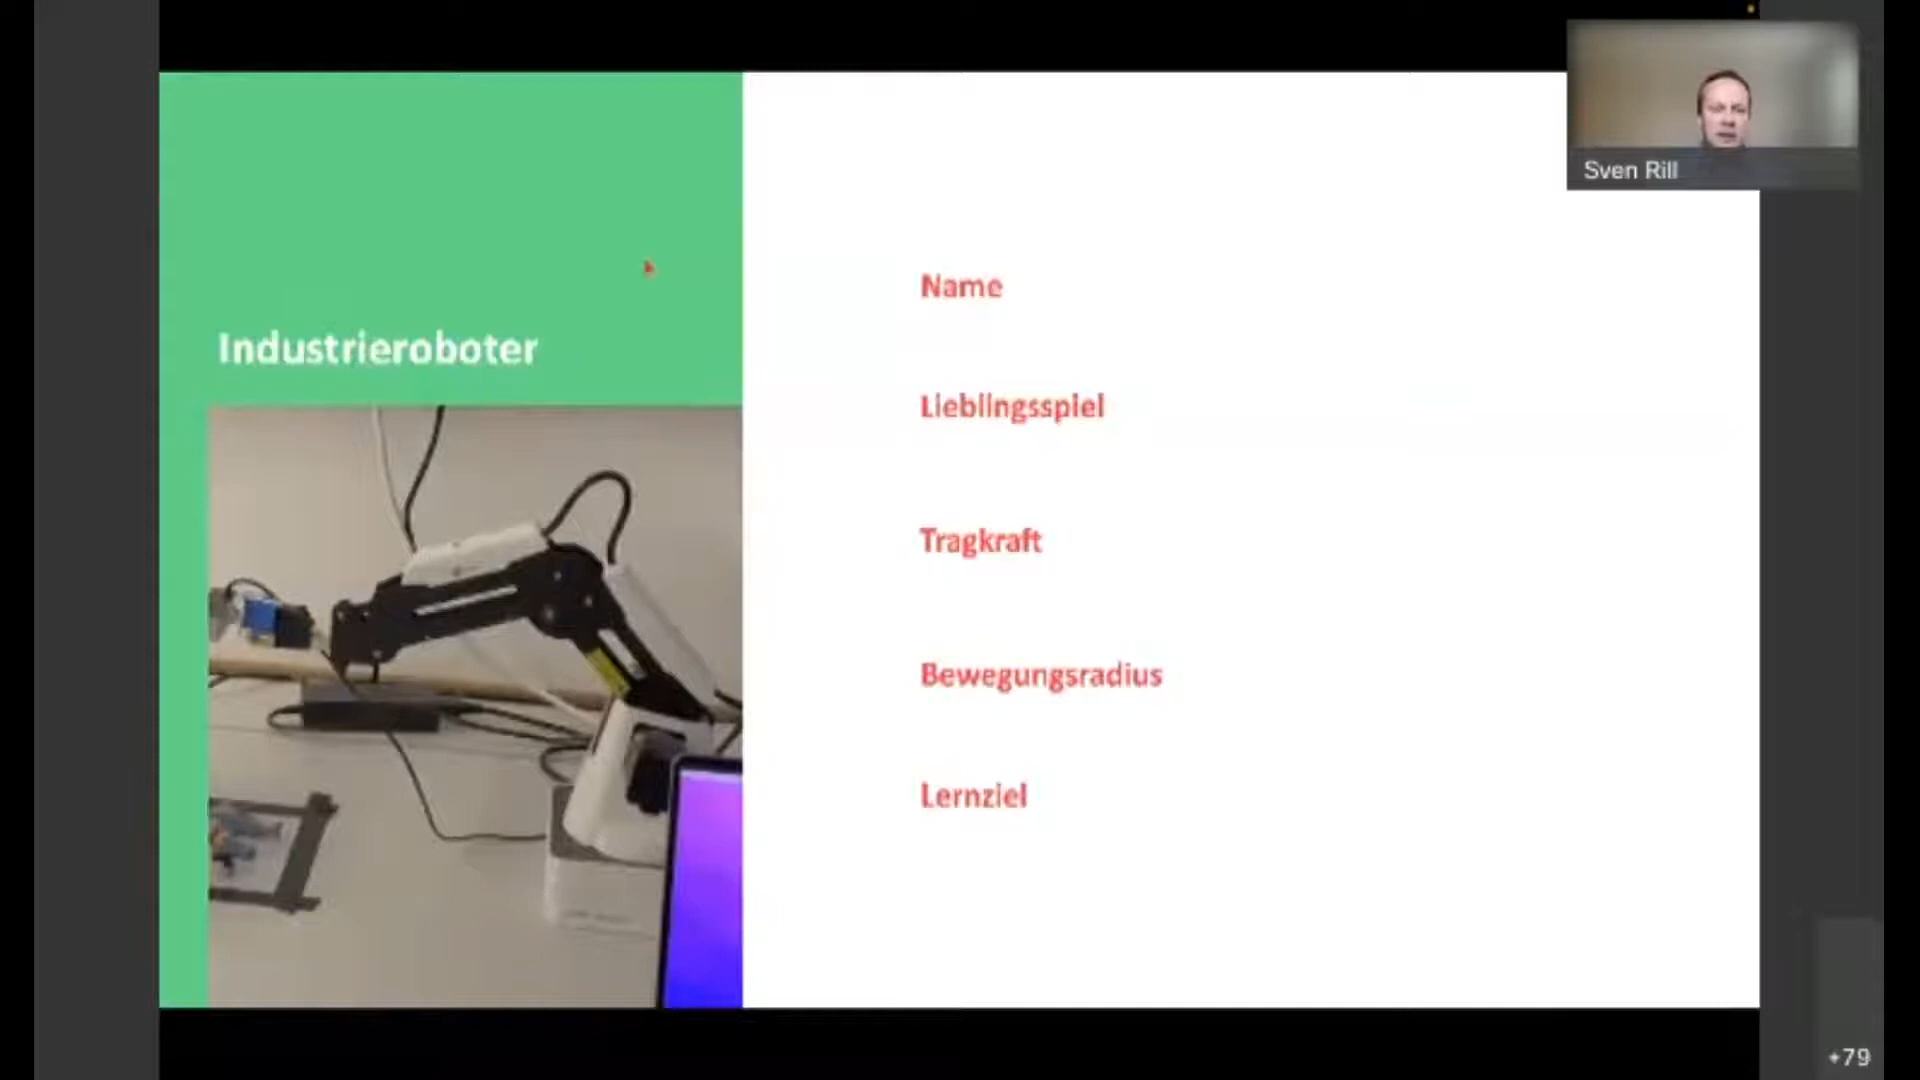 Sven Rill
Industrieroboter
Name
Lieblingsspiel
Tragkraft
Bewegungsradius
Lernziel
+79